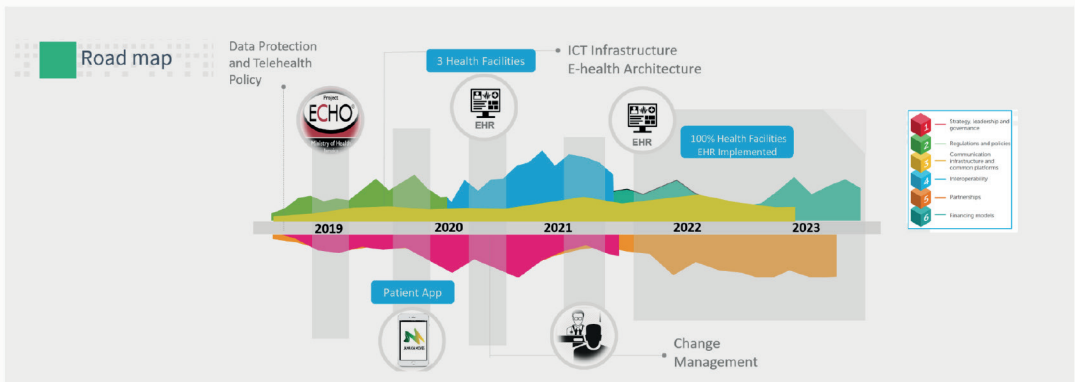 Road map
Data Protection
and Telehealth
Policy
3 Health Facilities
ICT Infrastructure
E-health Architecture
Project
ECHO
Ministry of Health
EHR
EHR
100% Health Facilities
EHR Implemented
1 Strategy, leadership and
governance
2 Regulations and policies
3 Communication
infrastructure and
common platforms
4 Interoperability
5 Partnerships
6 Financing models
2019
2020
2021
2022
2023
Patient App
Change
Management